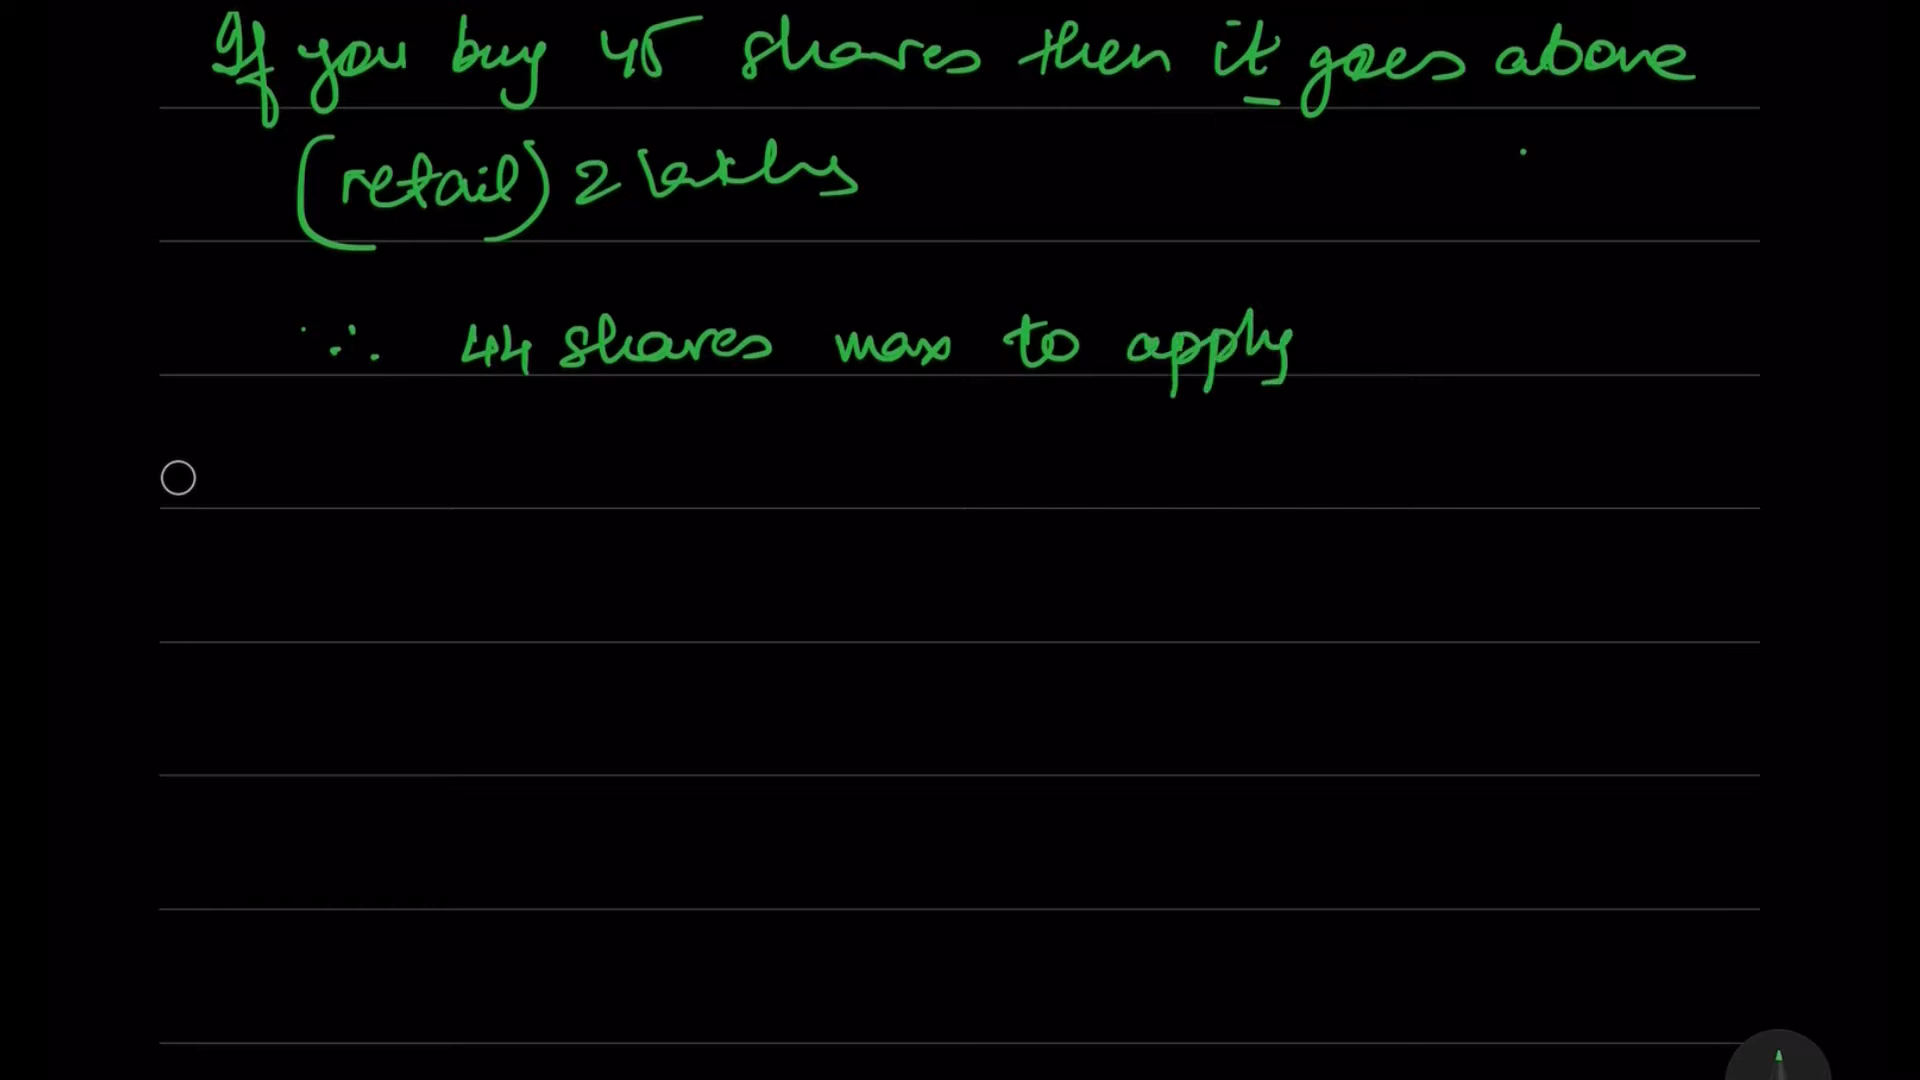 If you buy 45 shares then it goes above
(retail) 2 lakhs
∴ 44 shares max to apply